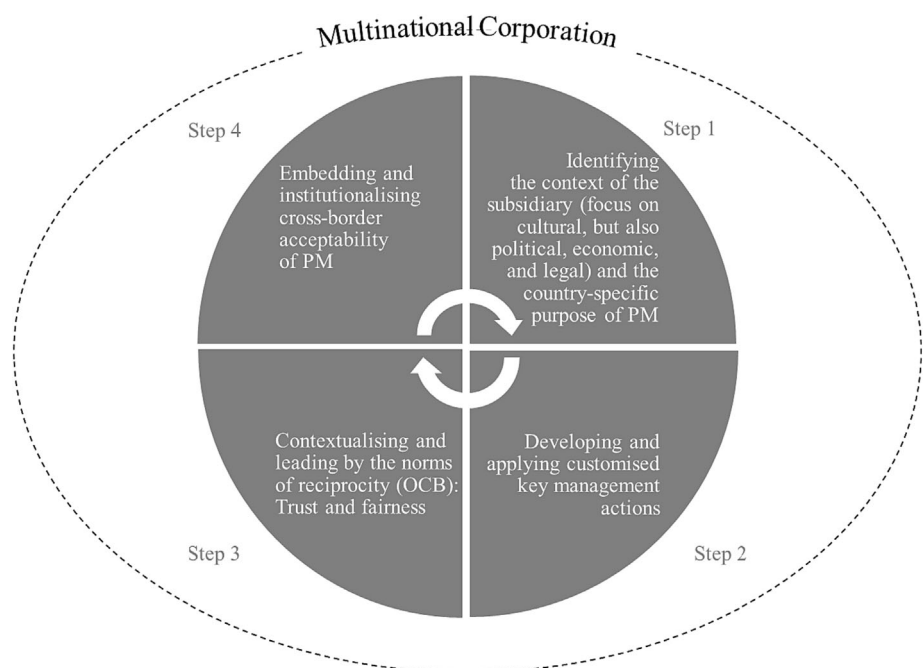 Multinational Corporation
Step 4
Step 1
Embedding and
institutionalising
cross-border
acceptability
of PM
Identifying
the context of the
subsidiary (focus on
cultural, but also
political, economic,
and legal) and the
country-specific
purpose of PM
Contextualising and
leading by the norms
of reciprocity (OCB):
Trust and fairness
Developing and
applying customised
key management
actions
Step 3
Step 2